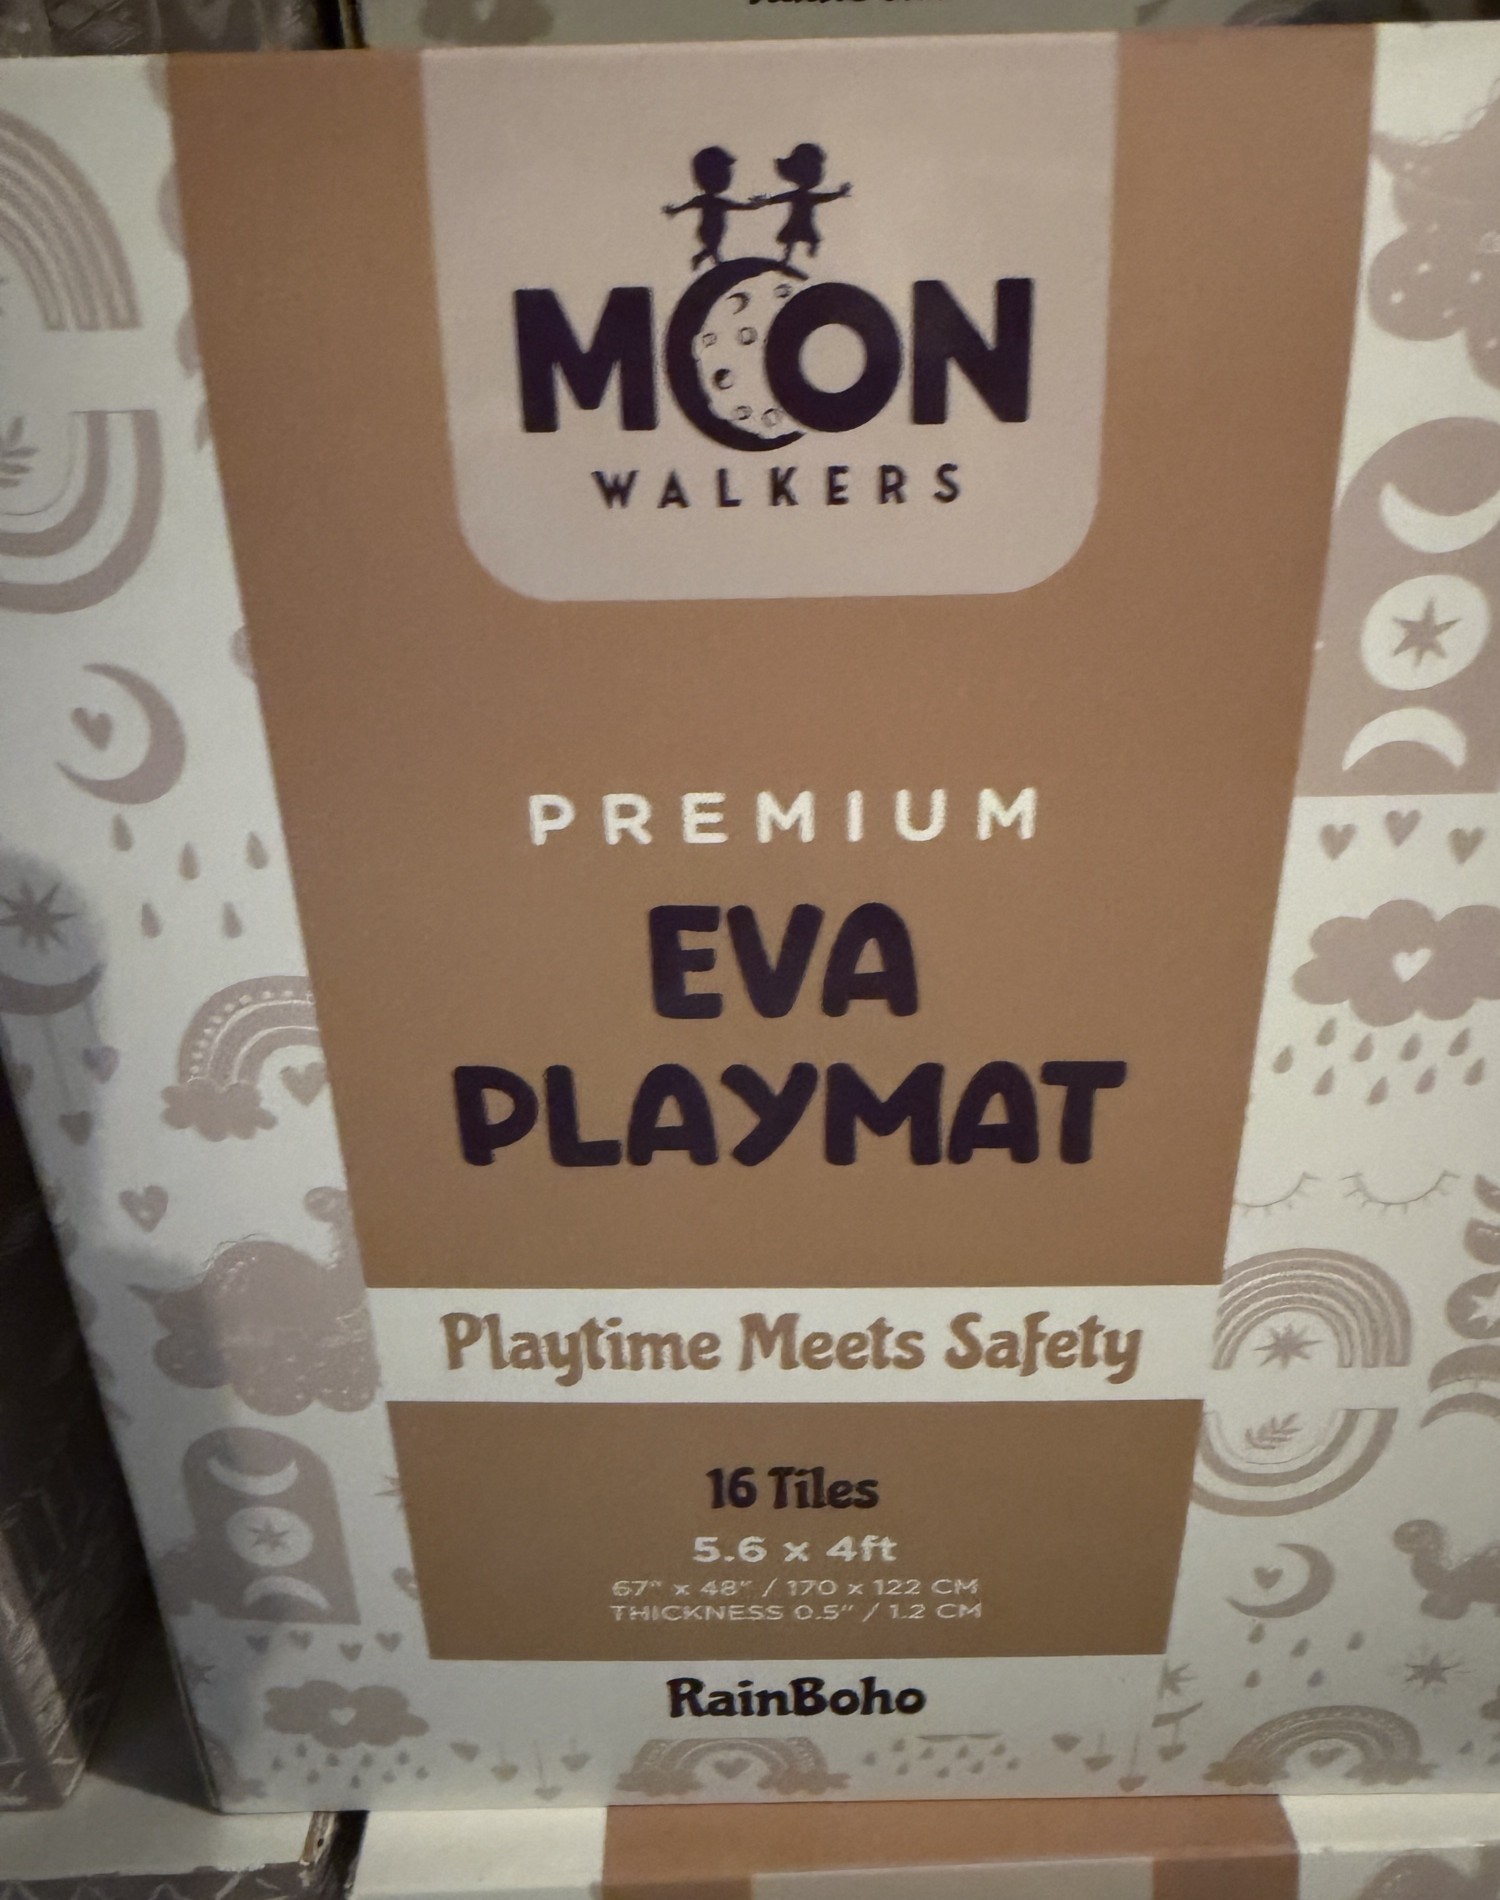 MOON
WALKERS
PREMIUM
EVA
PLAYMAT
Playtime Meets Safety
16 Tiles
5.6 x 4ft
67" x 48" / 170 x 122 CM
THICKNESS 0.5" / 1.2 CM
RainBoho